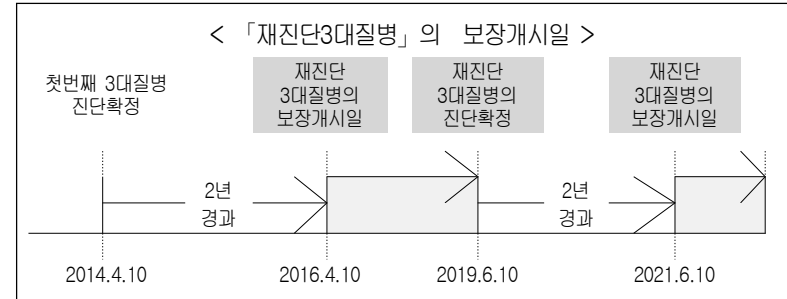 < 「재진단3대질병」의 보장개시일 >
첫번째 3대질병
진단확정
재진단
3대질병의
보장개시일
재진단
3대질병의
진단확정
재진단
3대질병의
보장개시일
2년
경과
2년
경과
2014.4.10
2016.4.10
2019.6.10
2021.6.10